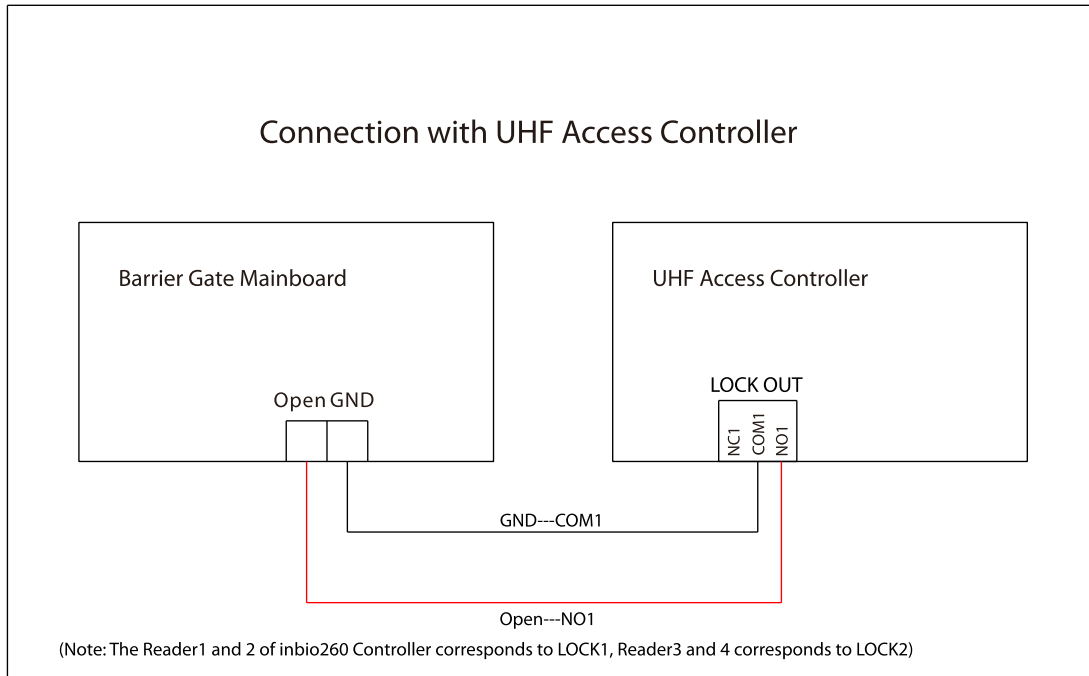 Connection with UHF Access Controller
Barrier Gate Mainboard
UHF Access Controller
LOCK OUT
Open GND
NC1
COM1
NO1
GND---COM1
Open---NO1
(Note: The Reader1 and 2 of inbio260 Controller corresponds to LOCK1, Reader3 and 4 corresponds to LOCK2)